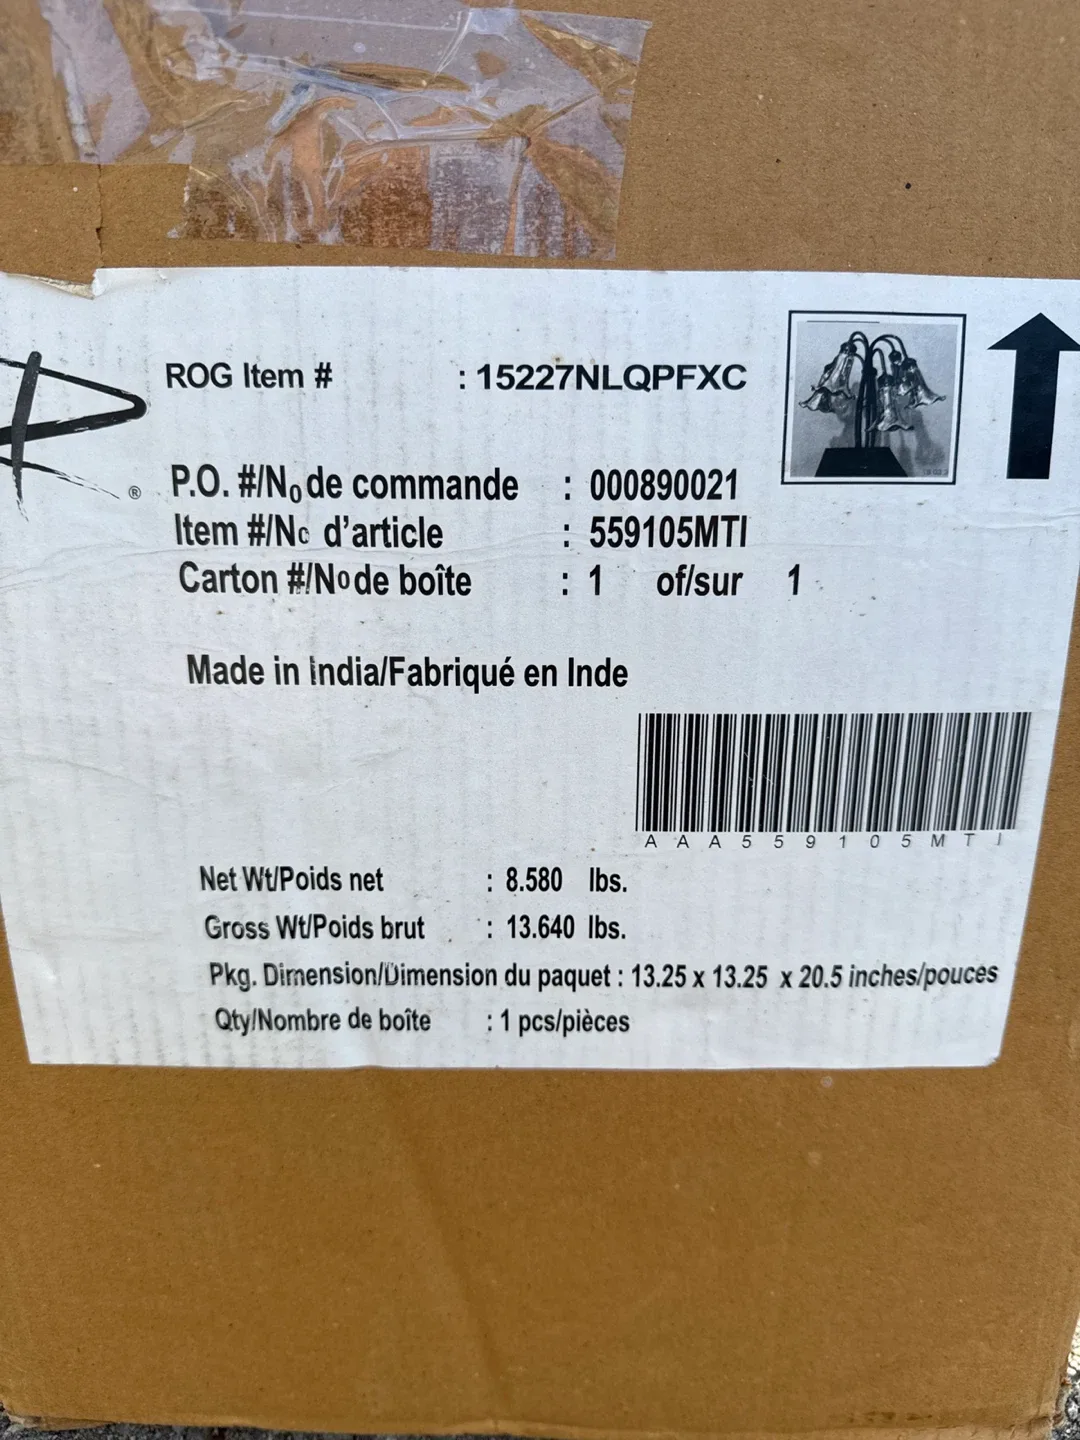 ROG Item # : 15227NLQPFXC
®
P.O. #/No de commande : 000890021
Item #/No d'article : 559105MTI
Carton #/No de boîte : 1 of/sur 1
Made in India/Fabriqué en Inde
AAA559105MTI
Net Wt/Poids net : 8.580 lbs.
Gross Wt/Poids brut : 13.640 lbs.
Pkg. Dimension/Dimension du paquet : 13.25 x 13.25 x 20.5 inches/pouces
Qty/Nombre de boîte : 1 pcs/pièces